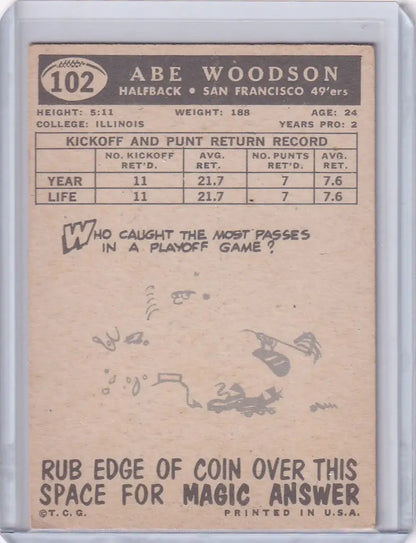 102
ABE WOODSON
HALFBACK • SAN FRANCISCO 49'ers
HEIGHT: 5:11 WEIGHT: 188 AGE: 24
COLLEGE: ILLINOIS YEARS PRO: 2
KICKOFF AND PUNT RETURN RECORD
NO. KICKOFF AVG. NO. PUNTS AVG.
RET'D. RET. RET'D. RET.
YEAR 11 21.7 7 7.6
LIFE 11 21.7 7 7.6
WHO CAUGHT THE MOST PASSES
IN A PLAYOFF GAME?
RUB EDGE OF COIN OVER THIS
SPACE FOR MAGIC ANSWER
©T.C.G. PRINTED IN U.S.A.